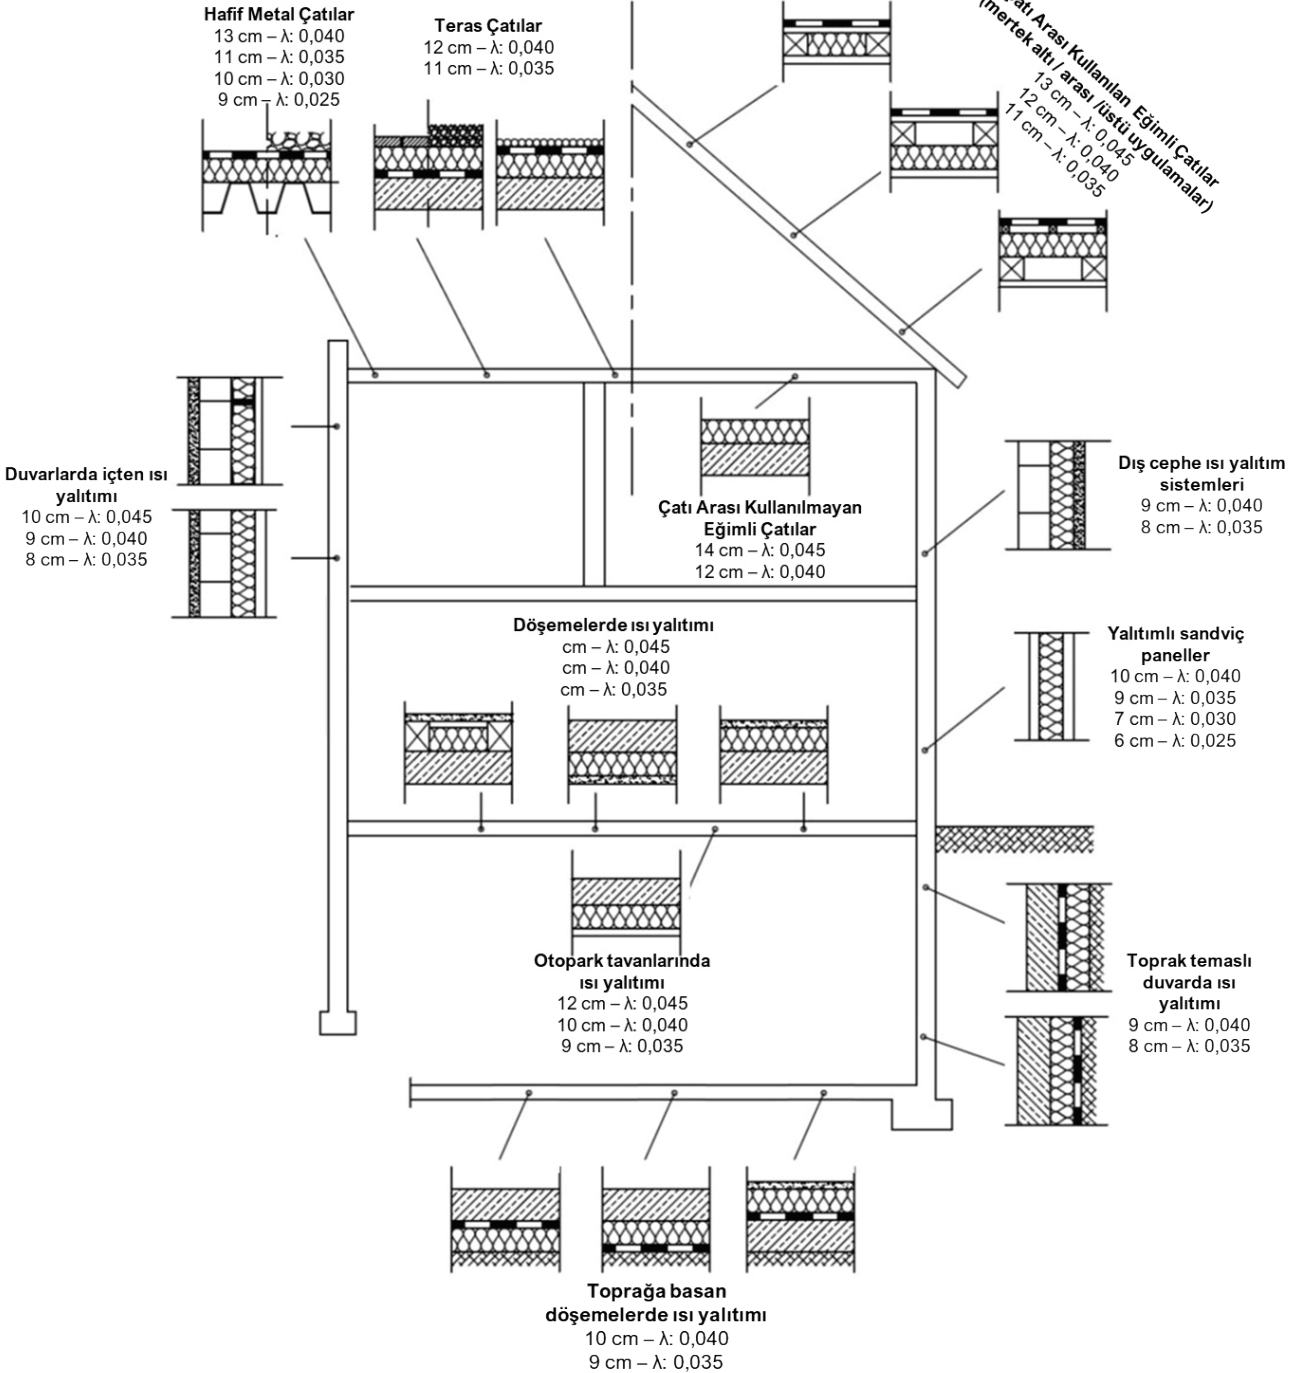 Hafif Metal Çatılar
13 cm – λ: 0,040
11 cm – λ: 0,035
10 cm – λ: 0,030
9 cm – λ: 0,025
Teras Çatılar
12 cm – λ: 0,040
11 cm – λ: 0,035
Arası Kullanılan Eğimli Çatılar
(mertek altı / arası /üstü uygulamalar)
13 cm – λ: 0,045
12 cm – λ: 0,040
11 cm – λ: 0,035
Duvarlarda içten ısı
yalıtımı
10 cm – λ: 0,045
9 cm – λ: 0,040
8 cm – λ: 0,035
Çatı Arası Kullanılmayan
Eğimli Çatılar
14 cm – λ: 0,045
12 cm – λ: 0,040
Dış cephe ısı yalıtım
sistemleri
9 cm – λ: 0,040
8 cm – λ: 0,035
Döşemelerde ısı yalıtımı
cm – λ: 0,045
cm – λ: 0,040
cm – λ: 0,035
Yalıtımlı sandviç
paneller
10 cm – λ: 0,040
9 cm – λ: 0,035
7 cm – λ: 0,030
6 cm – λ: 0,025
Otopark tavanlarında
ısı yalıtımı
12 cm – λ: 0,045
10 cm – λ: 0,040
9 cm – λ: 0,035
Toprak temaslı
duvarda ısı
yalıtımı
9 cm – λ: 0,040
8 cm – λ: 0,035
Toprağa basan
döşemelerde ısı yalıtımı
10 cm – λ: 0,040
9 cm – λ: 0,035